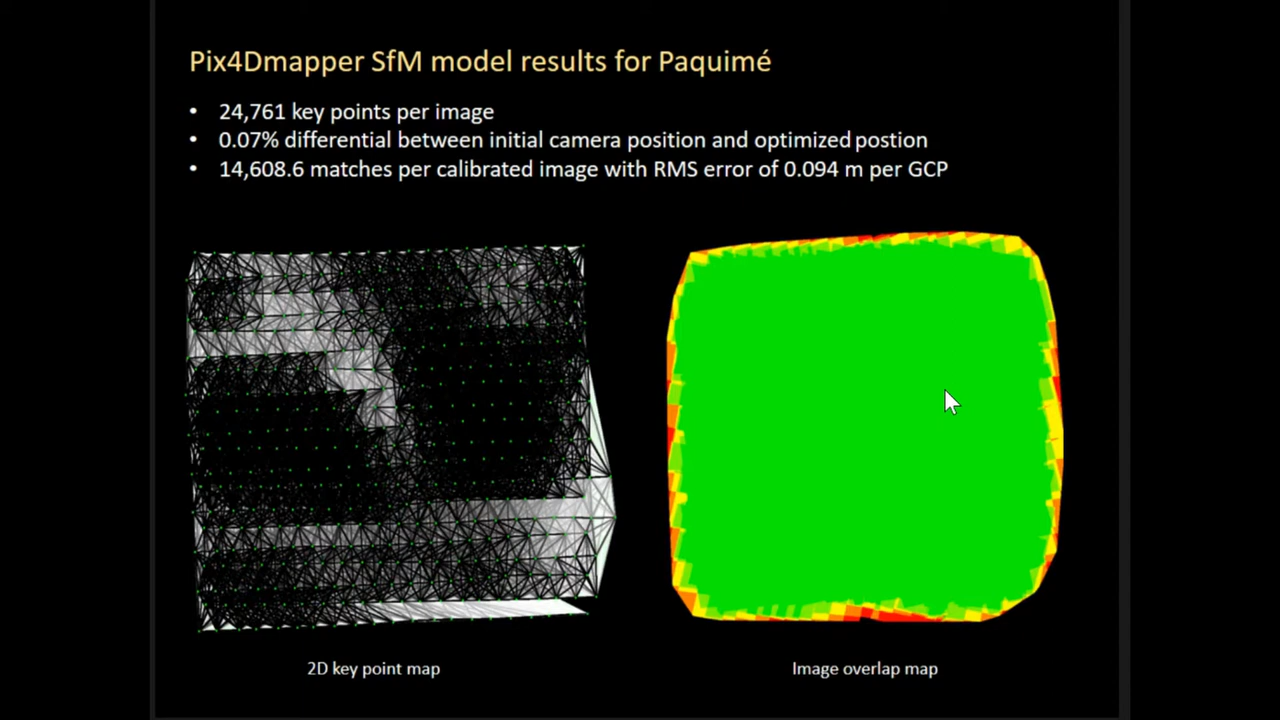 Pix4Dmapper SfM model results for Paquimé
• 24,761 key points per image
• 0.07% differential between initial camera position and optimized postion
• 14,608.6 matches per calibrated image with RMS error of 0.094 m per GCP
2D key point map
Image overlap map